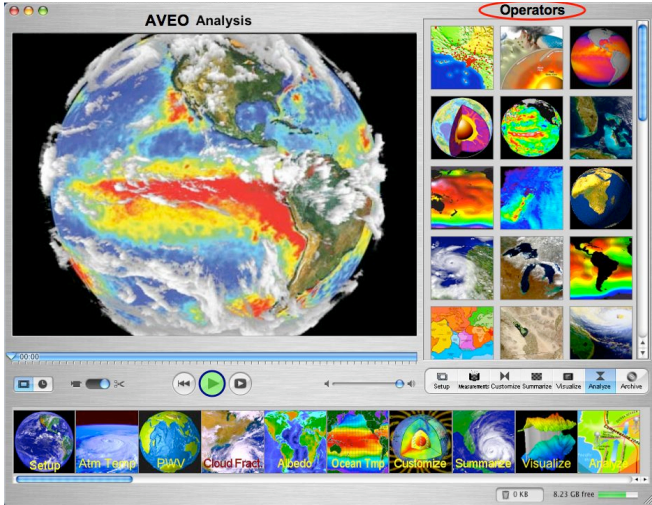 AVEO Analysis
Operators
00:00
Setup Measurements Customize Summarize Visualize Analyze Archive
Setup Atm Temp PWV Cloud Fract. Albedo Ocean Tmp Customize Summarize Visualize Analyze
0 KB 8.23 GB free